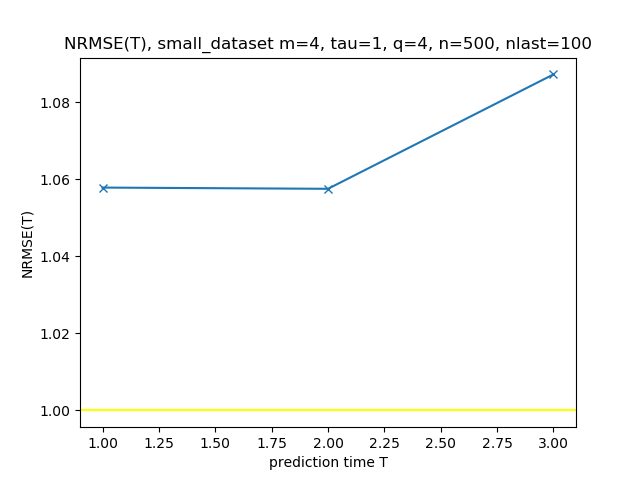 NRMSE(T), small_dataset m=4, tau=1, q=4, n=500, nlast=100
1.08
1.06
1.04
1.02
1.00
NRMSE(T)
1.00 1.25 1.50 1.75 2.00 2.25 2.50 2.75 3.00
prediction time T